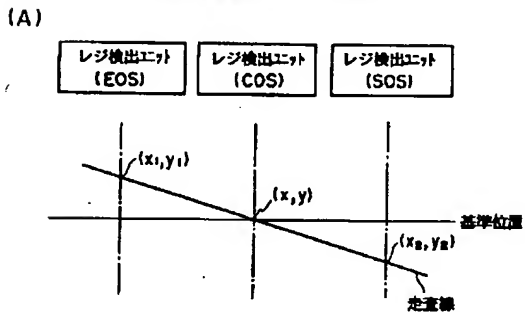 (A)
レジ検出ユニット
(EOS)
レジ検出ユニット
(COS)
レジ検出ユニット
(SOS)
(x₁,y₁)
(x,y)
基準位置
(x₂,y₂)
走査線